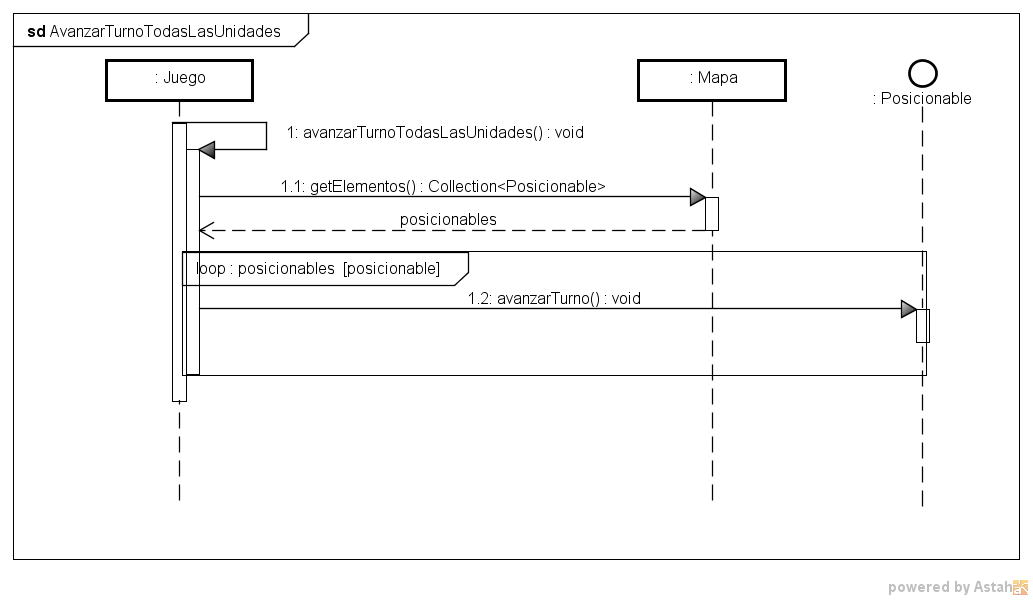 sd AvanzarTurnoTodasLasUnidades
: Juego
: Mapa
: Posicionable
1: avanzarTurnoTodasLasUnidades() : void
1.1: getElementos() : Collection<Posicionable>
posicionables
loop : posicionables [posicionable]
1.2: avanzarTurno() : void
powered by Astah